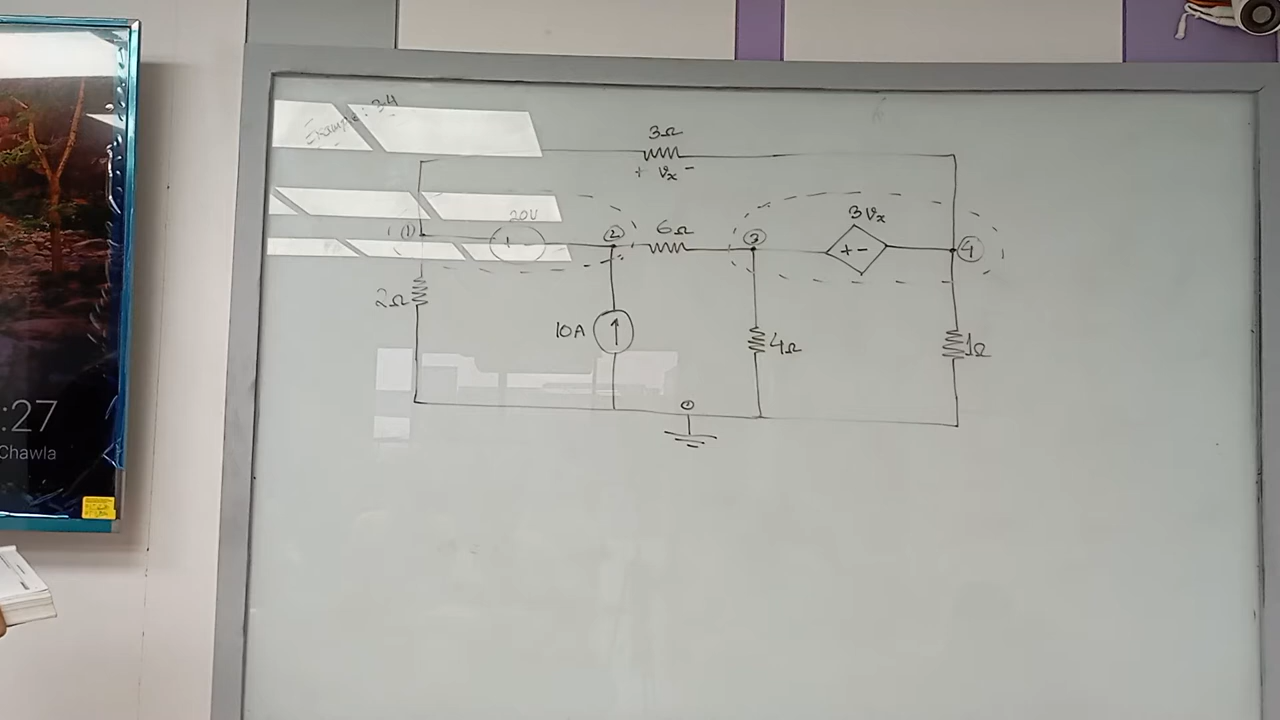 Example: 3.4
3Ω
+ Vx -
20V
(1)
+ -
2
6Ω
3
3Vx
+ -
4
2Ω
10A
4Ω
1Ω
0
:27
Chawla